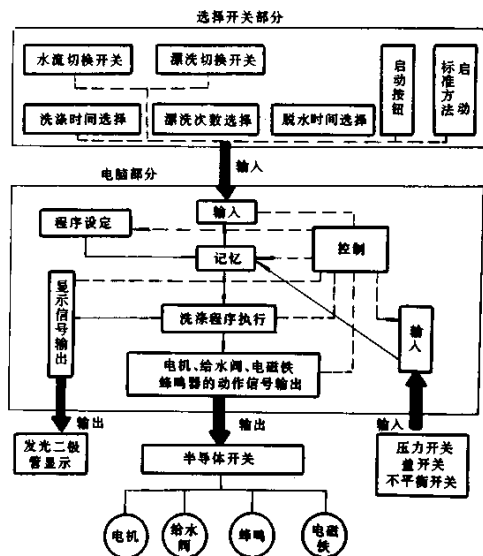 选择开关部分
水流切换开关
漂洗切换开关
启动按钮
标准方法
启动
洗涤时间选择
漂洗次数选择
脱水时间选择
输入
电脑部分
输入
程序设定
控制
记忆
显示信号输出
洗涤程序执行
输入
电机、给水阀、电磁铁
蜂鸣器的动作信号输出
输出
输出
输入
发光二极
管显示
半导体开关
压力开关
盖开关
不平衡开关
电机
给水
阀
蜂鸣
电磁
铁